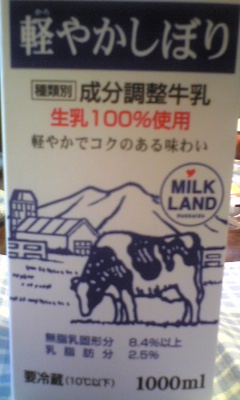 軽やかしぼり
種類別 成分調整牛乳
生乳100%使用
軽やかでコクのある味わい
MILK
LAND
HOKKAIDO
無脂乳固形分 8.4%以上
乳脂肪分 2.5%
要冷蔵(10℃以下) 1000ml